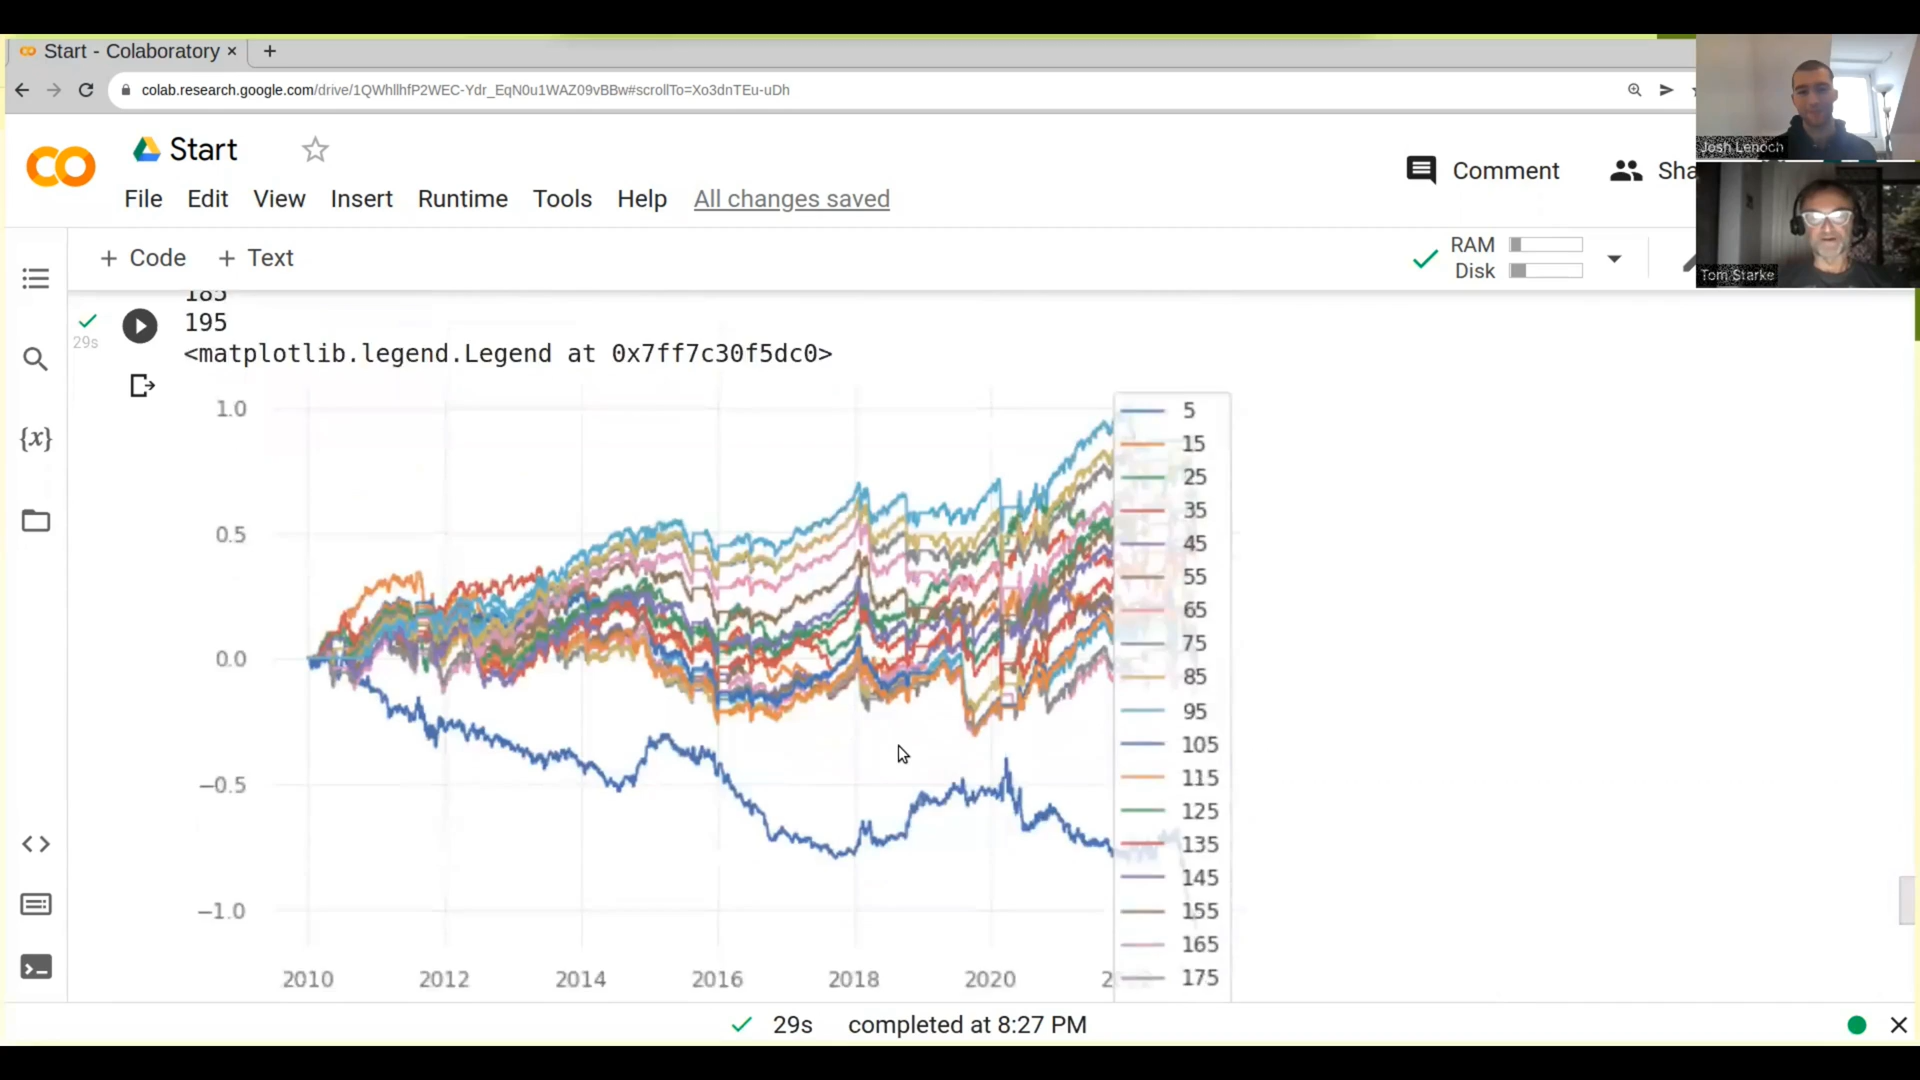 Start - Colaboratory × +
colab.research.google.com/drive/1QWhllhfP2WEC-Ydr_EqN0u1WAZ09vBBw#scrollTo=Xo3dnTEu-uDh
Start
File Edit View Insert Runtime Tools Help All changes saved
Comment
Sha
Josh Lenoch
Tom Starke
+ Code + Text
RAM
Disk
185
195
29s
<matplotlib.legend.Legend at 0x7ff7c30f5dc0>
{x}
1.0
0.5
0.0
−0.5
−1.0
2010 2012 2014 2016 2018 2020
5
15
25
35
45
55
65
75
85
95
105
115
125
135
145
155
165
175
29s completed at 8:27 PM